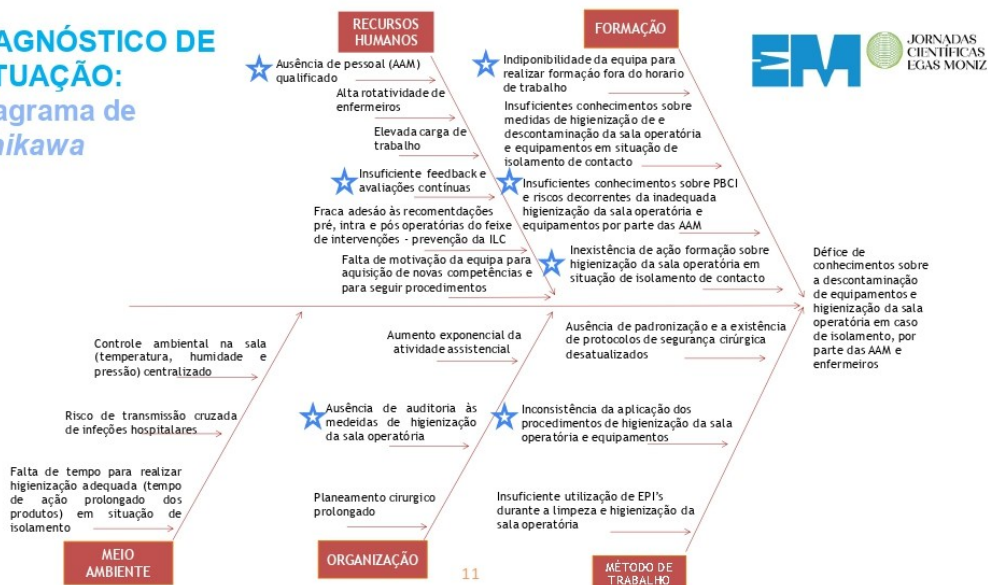 AGNÓSTICO DE
TUAÇÃO:
agrama de
hikawa
RECURSOS
HUMANOS
Ausência de pessoal (AAM)
qualificado
Alta rotatividade de
enfermeiros
Elevada carga de
trabalho
Insuficiente feedback e
avaliações contínuas
Fraca adesão às recomentdações
pré, intra e pós operatórias do feixe
de intervenções - prevenção da ILC
Falta de motivação da equipa para
aquisição de novas competências e
para seguir procedimentos
FORMAÇÃO
Indiponibilidade da equipa para
realizar formação fora do horario
de trabalho
Insuficientes conhecimentos sobre
medidas de higienização de e
descontaminação da sala operatória
e equipamentos em situação de
isolamento de contacto
Insuficientes conhecimentos sobre PBCI
e riscos decorrentes da inadequada
higienização da sala operatória e
equipamentos por parte das AAM
Inexistência de ação formação sobre
higienização da sala operatória em
situação de isolamento de contacto
EM
JORNADAS
CIENTÍFICAS
EGAS MONIZ
Défice de
conhecimentos sobre
a descontaminação
de equipamentos e
higienização da sala
operatória em caso
de isolamento, por
parte das AAM e
enfermeiros
Controle ambiental na sala
(temperatura, humidade e
pressão) centralizado
Risco de transmissão cruzada
de infeções hospitalares
Falta de tempo para realizar
higienização adequada (tempo
de ação prolongado dos
produtos) em situação de
isolamento
MEIO
AMBIENTE
Aumento exponencial da
atividade assistencial
Ausência de auditoria às
medeidas de higienização
da sala operatória
Planeamento cirurgico
prolongado
ORGANIZAÇÃO
Ausência de padronização e a existência
de protocolos de segurança cirúrgica
desatualizados
Inconsistência da aplicação dos
procedimentos de higienização da sala
operatória e equipamentos
Insuficiente utilização de EPI's
durante a limpeza e higienização da
sala operatória
MÉTODO DE
TRABALHO
11